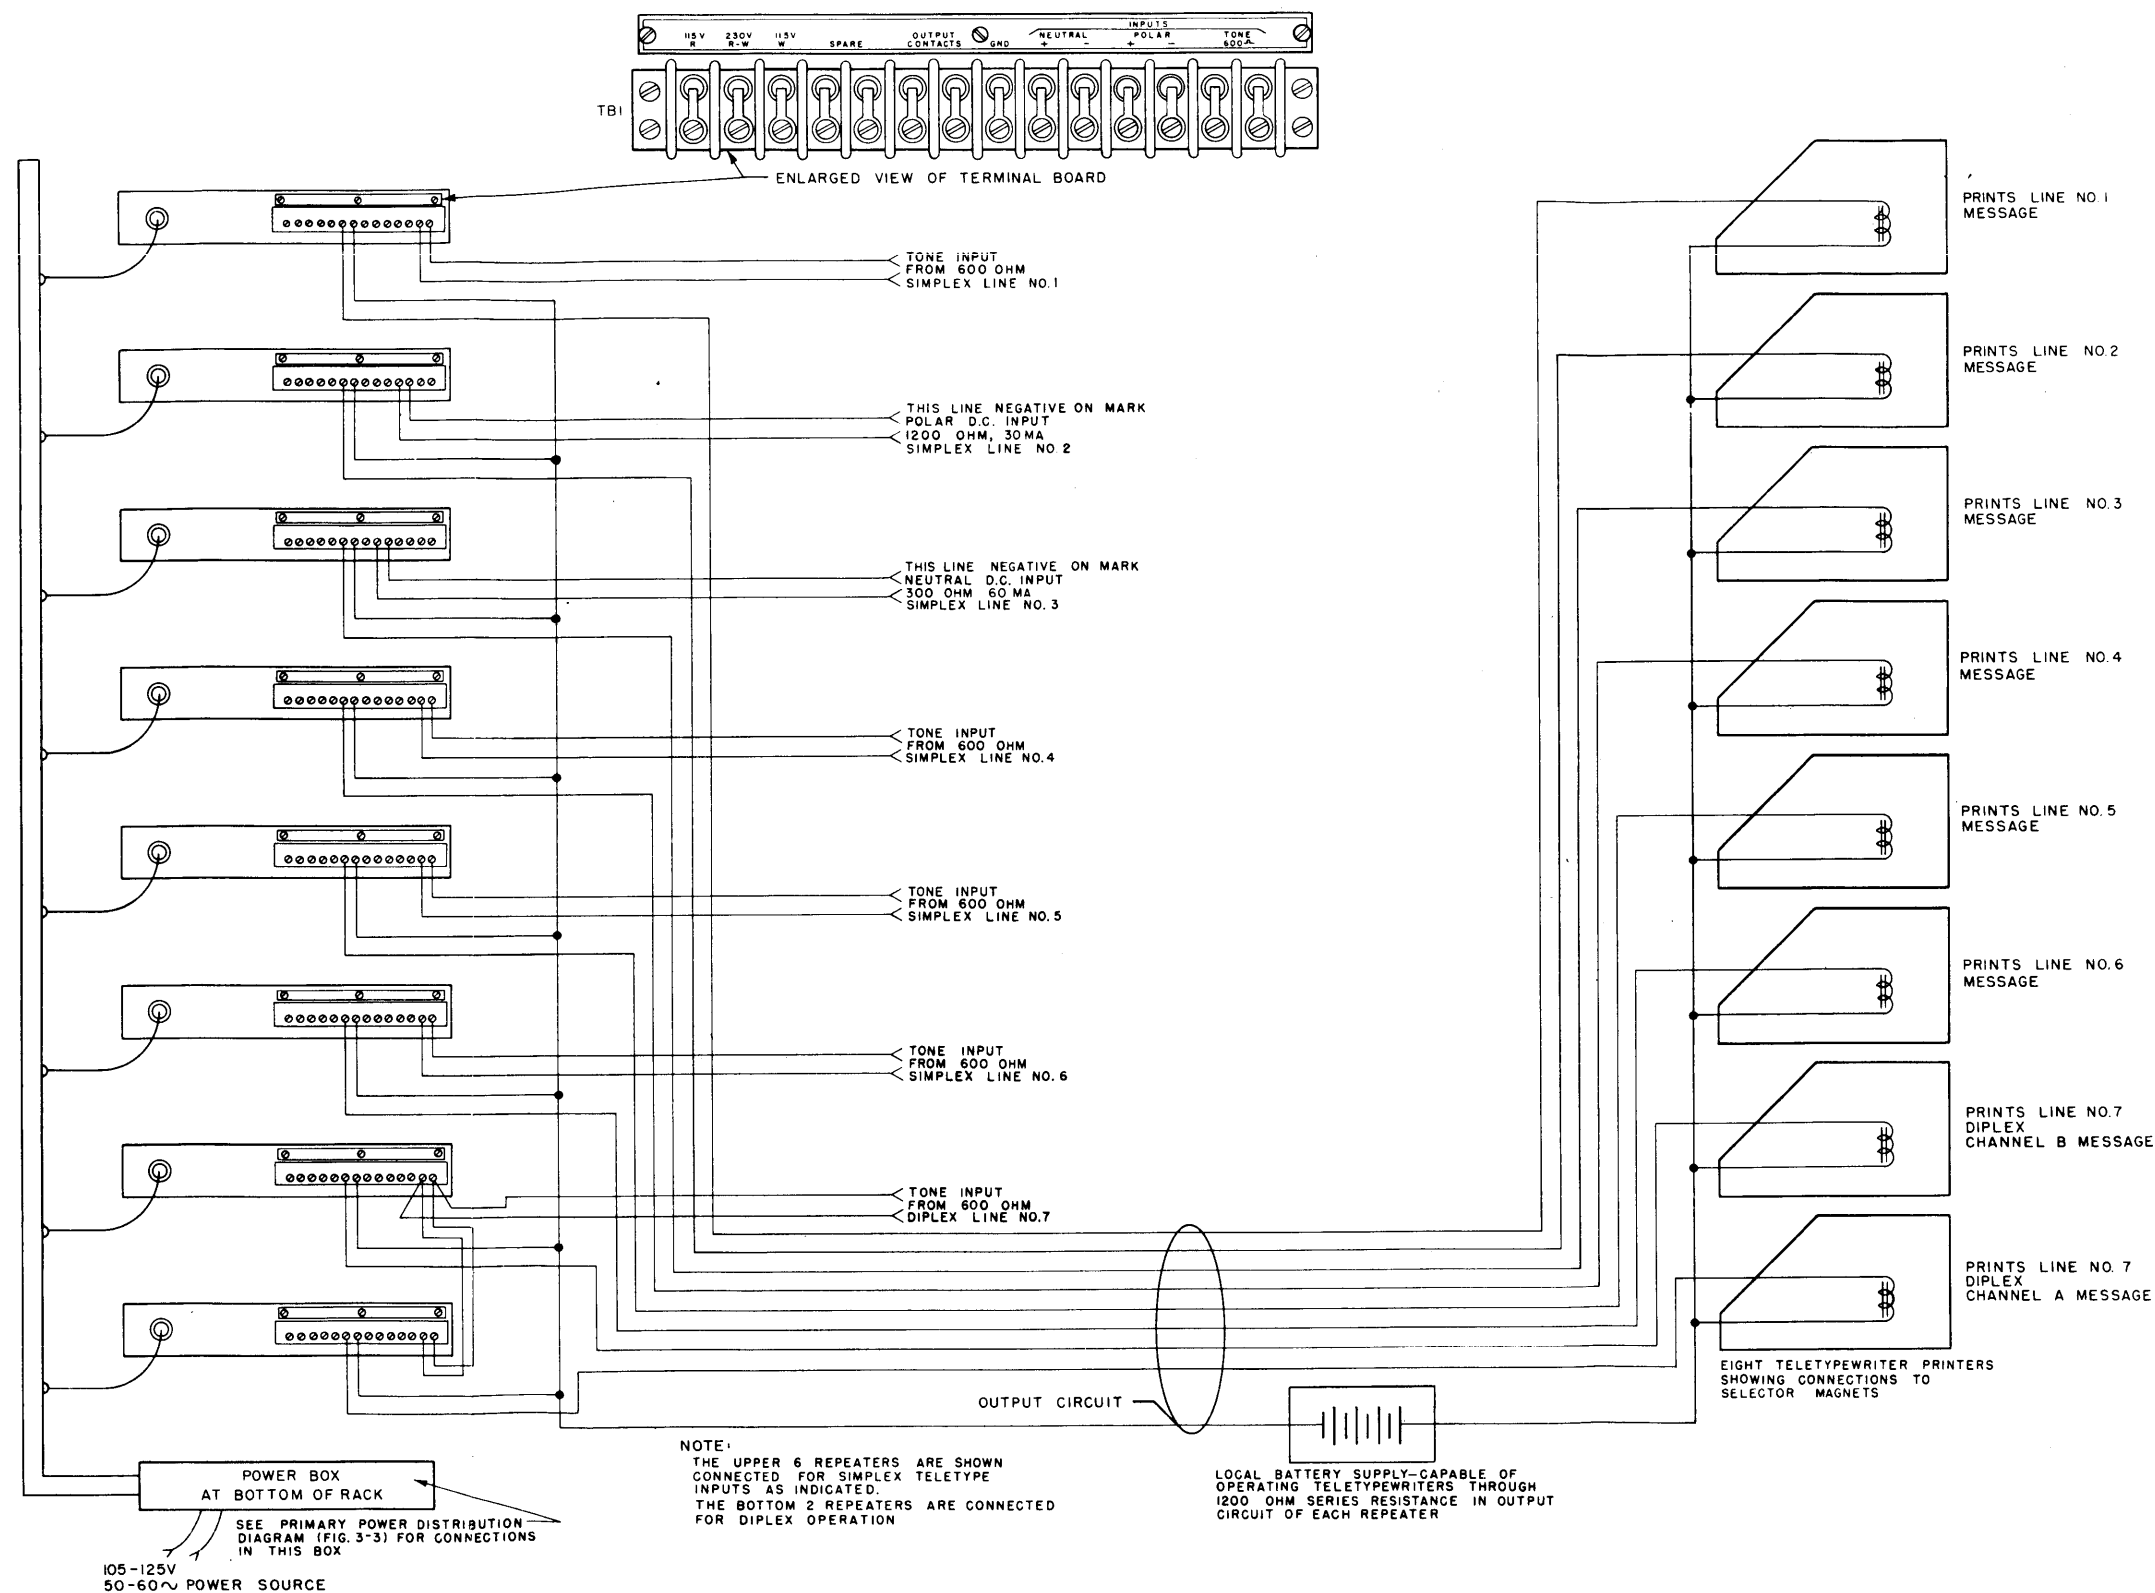 INPUTS
115V 230V 115V OUTPUT NEUTRAL POLAR TONE
R R-W W SPARE CONTACTS GND + - + - 600Ω
TB1
ENLARGED VIEW OF TERMINAL BOARD
TONE INPUT
FROM 600 OHM
SIMPLEX LINE NO.1
THIS LINE NEGATIVE ON MARK
POLAR D.C. INPUT
1200 OHM, 30MA
SIMPLEX LINE NO.2
THIS LINE NEGATIVE ON MARK
NEUTRAL D.C. INPUT
300 OHM 60MA
SIMPLEX LINE NO.3
TONE INPUT
FROM 600 OHM
SIMPLEX LINE NO.4
TONE INPUT
FROM 600 OHM
SIMPLEX LINE NO.5
TONE INPUT
FROM 600 OHM
SIMPLEX LINE NO.6
TONE INPUT
FROM 600 OHM
DIPLEX LINE NO.7
PRINTS LINE NO.1
MESSAGE
PRINTS LINE NO.2
MESSAGE
PRINTS LINE NO.3
MESSAGE
PRINTS LINE NO.4
MESSAGE
PRINTS LINE NO.5
MESSAGE
PRINTS LINE NO.6
MESSAGE
PRINTS LINE NO.7
DIPLEX
CHANNEL B MESSAGE
PRINTS LINE NO. 7
DIPLEX
CHANNEL A MESSAGE
EIGHT TELETYPEWRITER PRINTERS
SHOWING CONNECTIONS TO
SELECTOR MAGNETS
OUTPUT CIRCUIT
NOTE:
THE UPPER 6 REPEATERS ARE SHOWN
CONNECTED FOR SIMPLEX TELETYPE
INPUTS AS INDICATED.
THE BOTTOM 2 REPEATERS ARE CONNECTED
FOR DIPLEX OPERATION
LOCAL BATTERY SUPPLY-CAPABLE OF
OPERATING TELETYPEWRITERS THROUGH
1200 OHM SERIES RESISTANCE IN OUTPUT
CIRCUIT OF EACH REPEATER
POWER BOX
AT BOTTOM OF RACK
SEE PRIMARY POWER DISTRIBUTION
DIAGRAM (FIG. 3-3) FOR CONNECTIONS
IN THIS BOX
105-125V
50-60~ POWER SOURCE